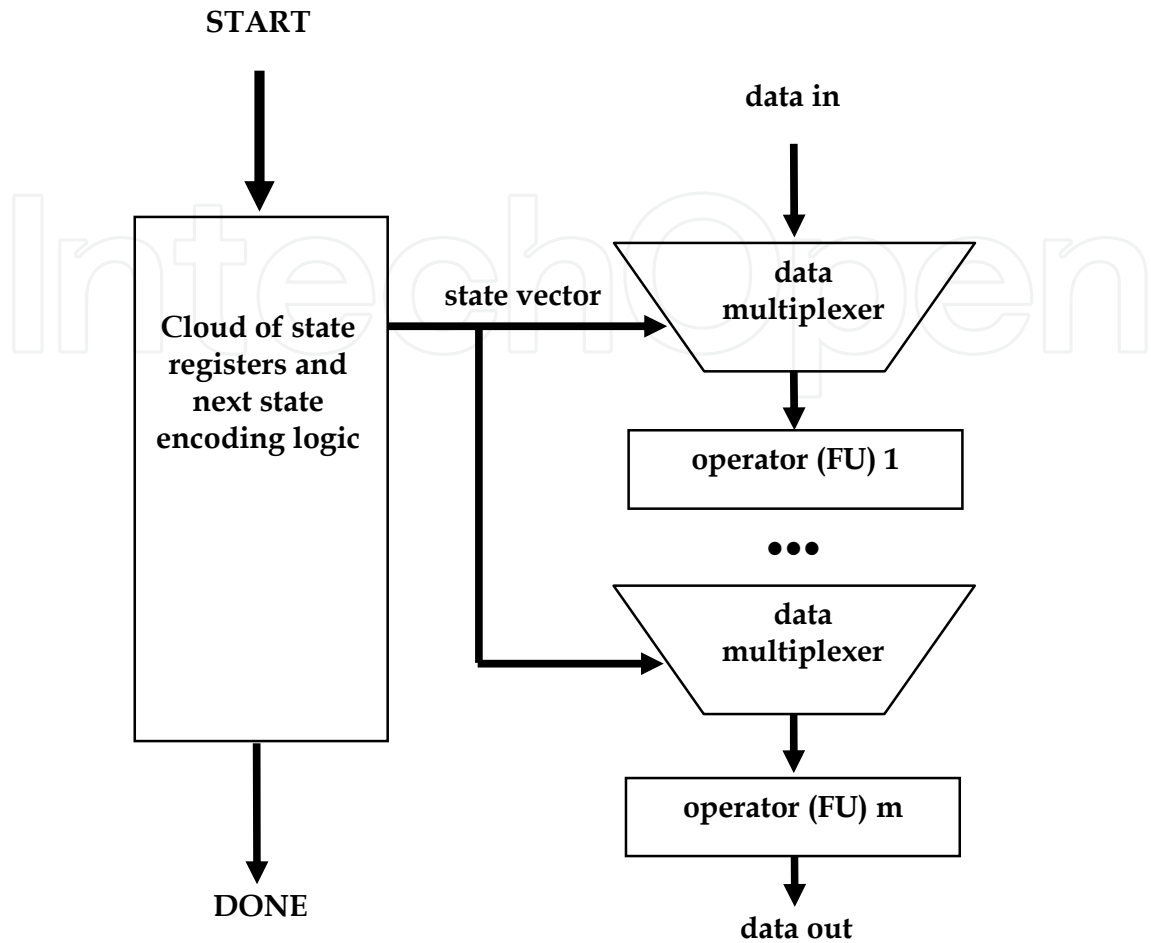 START
data in
IntechOpen
data
multiplexer
state vector
Cloud of state
registers and
next state
encoding logic
operator (FU) 1
•••
data
multiplexer
operator (FU) m
DONE
data out